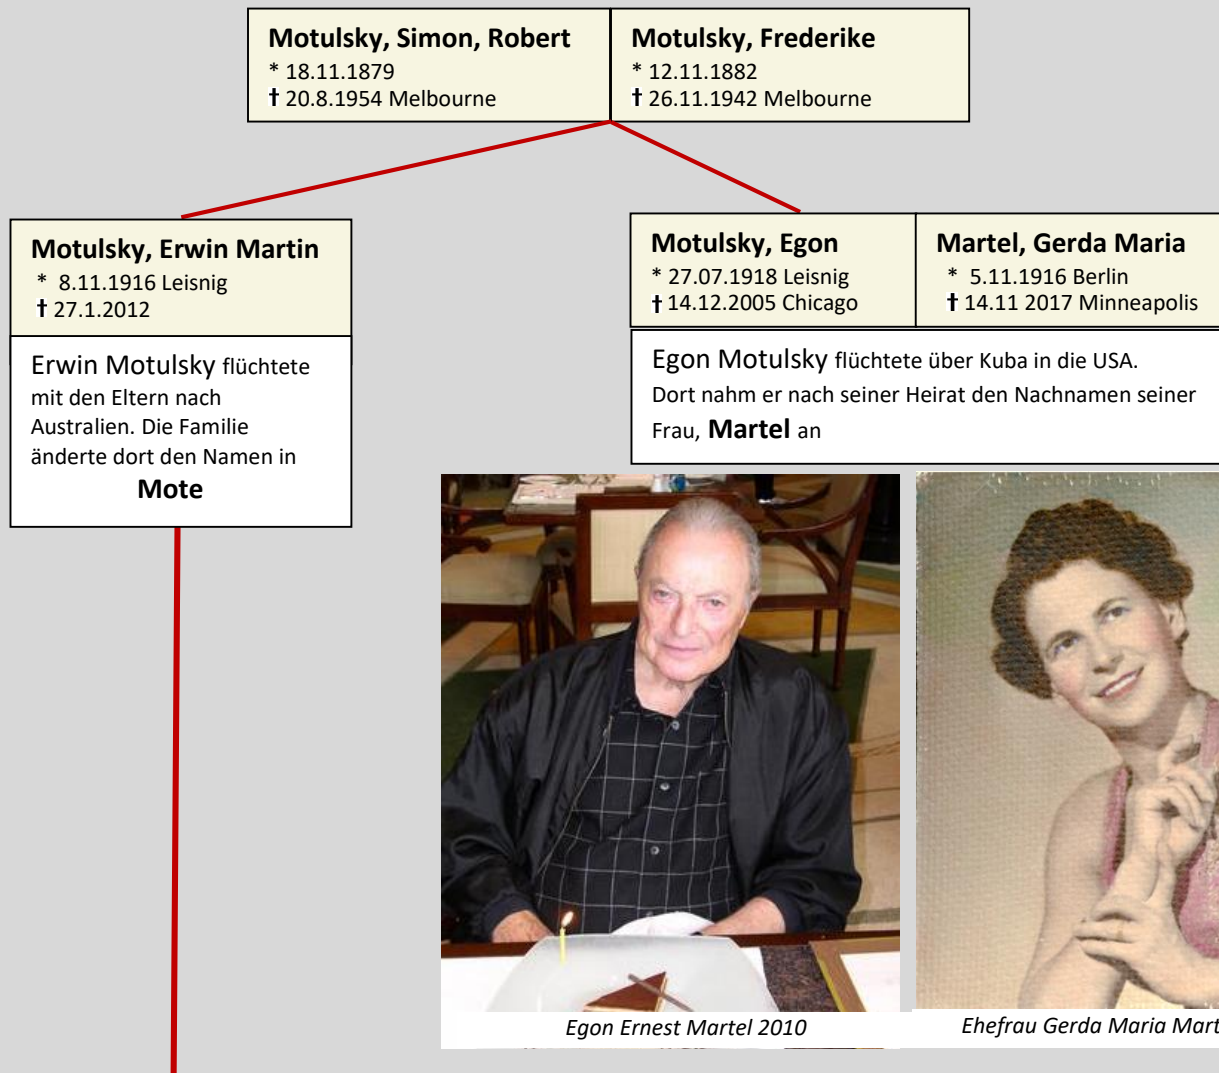 Motulsky, Simon, Robert
* 18.11.1879
† 20.8.1954 Melbourne
Motulsky, Frederike
* 12.11.1882
† 26.11.1942 Melbourne
Motulsky, Erwin Martin
* 8.11.1916 Leisnig
† 27.1.2012
Erwin Motulsky flüchtete
mit den Eltern nach
Australien. Die Familie
änderte dort den Namen in
Mote
Motulsky, Egon
* 27.07.1918 Leisnig
† 14.12.2005 Chicago
Martel, Gerda Maria
* 5.11.1916 Berlin
† 14.11 2017 Minneapolis
Egon Motulsky flüchtete über Kuba in die USA.
Dort nahm er nach seiner Heirat den Nachnamen seiner
Frau, Martel an
Egon Ernest Martel 2010
Ehefrau Gerda Maria Mart